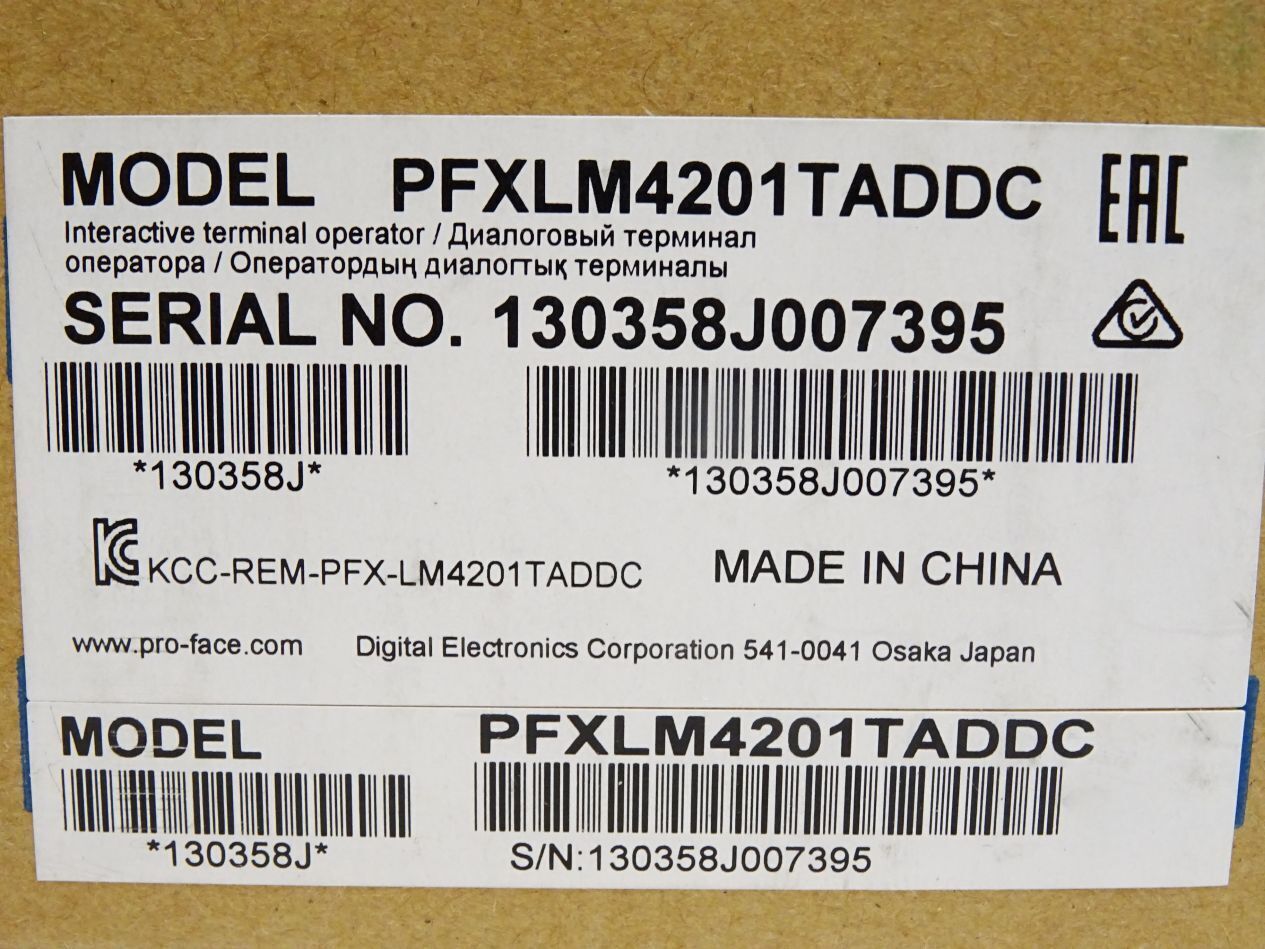 MODEL PFXLM4201TADDC EAC
Interactive terminal operator / Диалоговый терминал
оператора / Оператордың диалогтық терминалы
SERIAL NO. 130358J007395
*130358J* *130358J007395*
KC KCC-REM-PFX-LM4201TADDC MADE IN CHINA
www.pro-face.com Digital Electronics Corporation 541-0041 Osaka Japan
MODEL PFXLM4201TADDC
*130358J* S/N:130358J007395